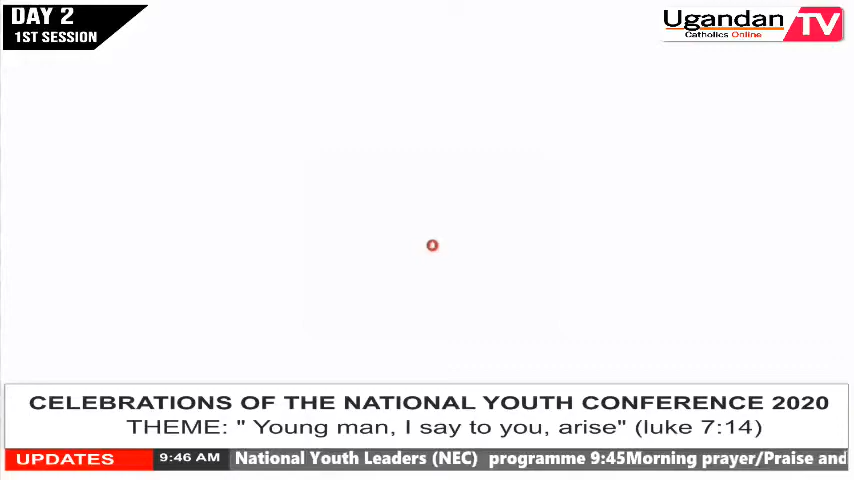 DAY 2
1ST SESSION
Ugandan
Catholics Online
TV
CELEBRATIONS OF THE NATIONAL YOUTH CONFERENCE 2020
THEME: " Young man, I say to you, arise" (luke 7:14)
UPDATES 9:46 AM National Youth Leaders (NEC) programme 9:45Morning prayer/Praise and